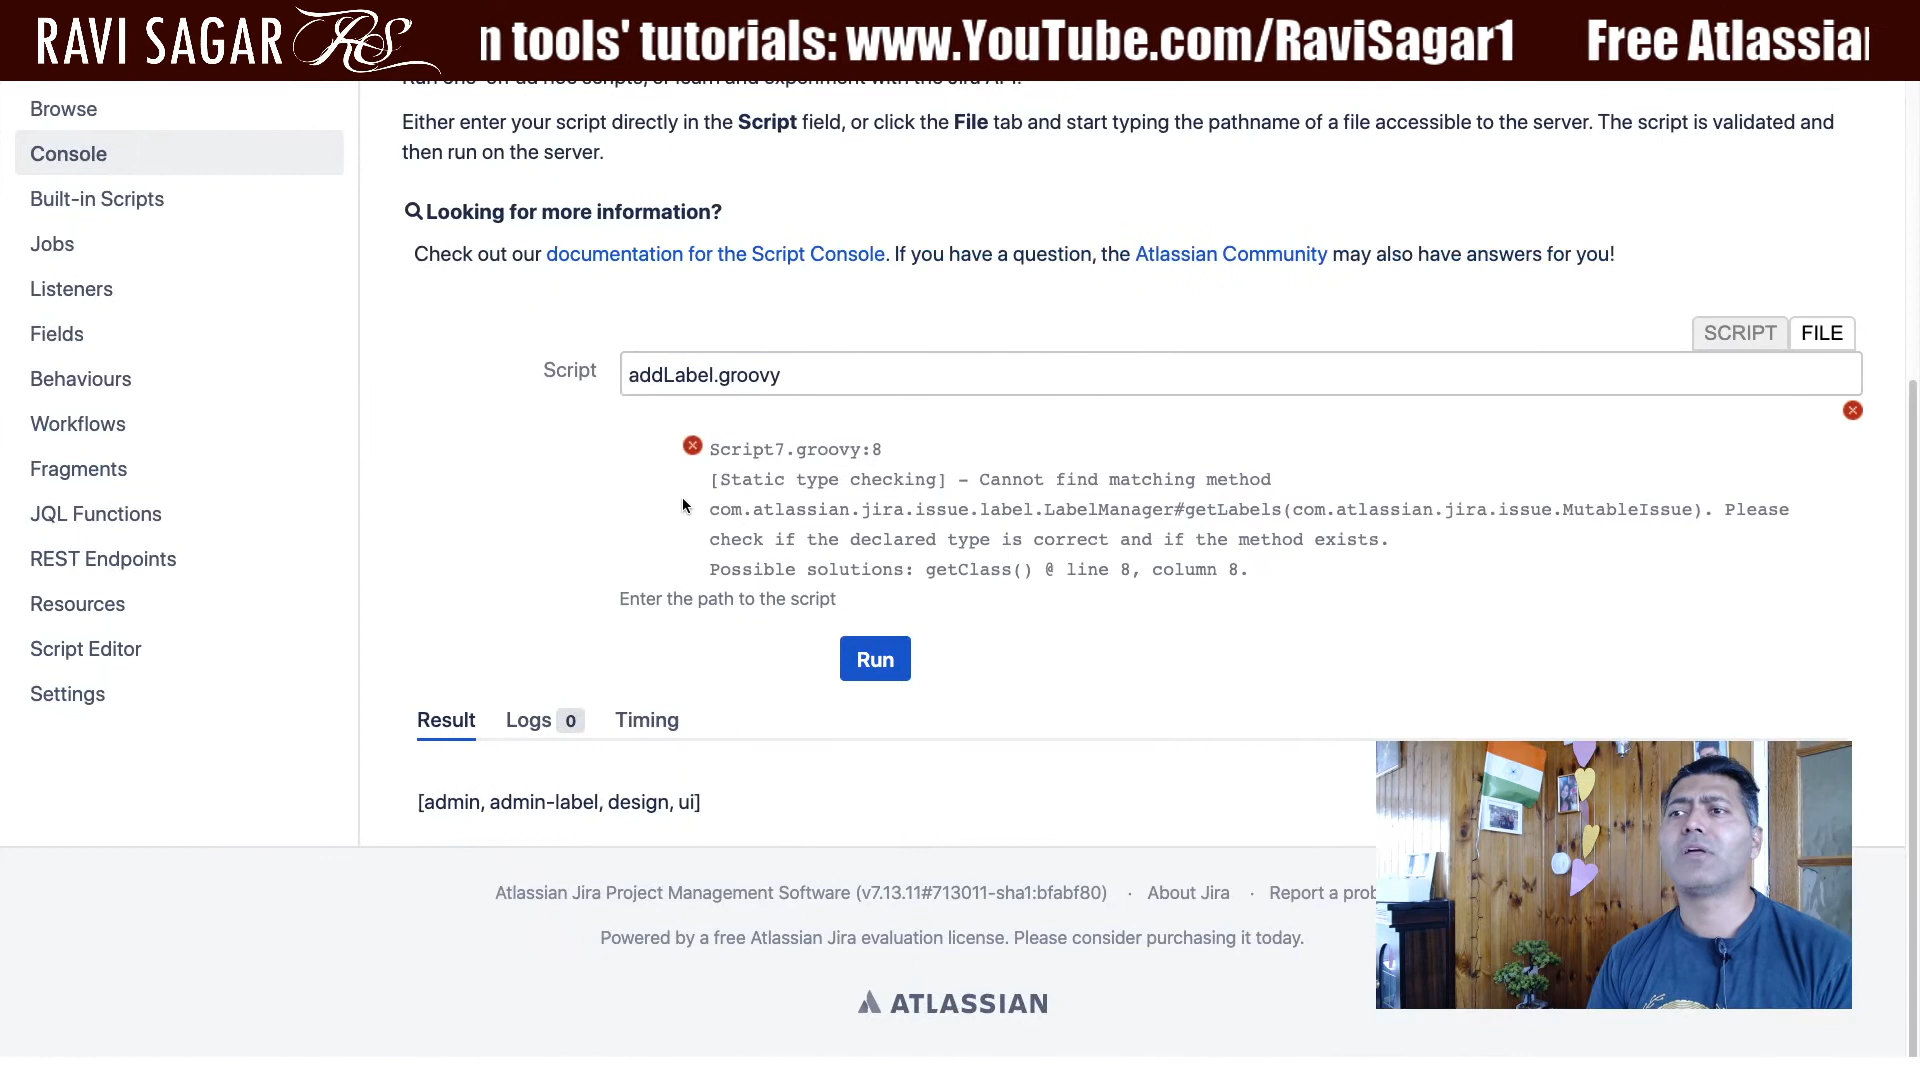 RAVI SAGAR RS n tools' tutorials: www.YouTube.com/RaviSagar1 Free Atlassia
Browse
Console
Built-in Scripts
Jobs
Listeners
Fields
Behaviours
Workflows
Fragments
JQL Functions
REST Endpoints
Resources
Script Editor
Settings
Either enter your script directly in the Script field, or click the File tab and start typing the pathname of a file accessible to the server. The script is validated and
then run on the server.
Looking for more information?
Check out our documentation for the Script Console. If you have a question, the Atlassian Community may also have answers for you!
SCRIPT FILE
Script addLabel.groovy
Script7.groovy:8
[Static type checking] - Cannot find matching method
com.atlassian.jira.issue.label.LabelManager#getLabels(com.atlassian.jira.issue.MutableIssue). Please
check if the declared type is correct and if the method exists.
Possible solutions: getClass() @ line 8, column 8.
Enter the path to the script
Run
Result Logs 0 Timing
[admin, admin-label, design, ui]
Atlassian Jira Project Management Software (v7.13.11#713011-sha1:bfabf80) · About Jira · Report a prob
Powered by a free Atlassian Jira evaluation license. Please consider purchasing it today.
ATLASSIAN